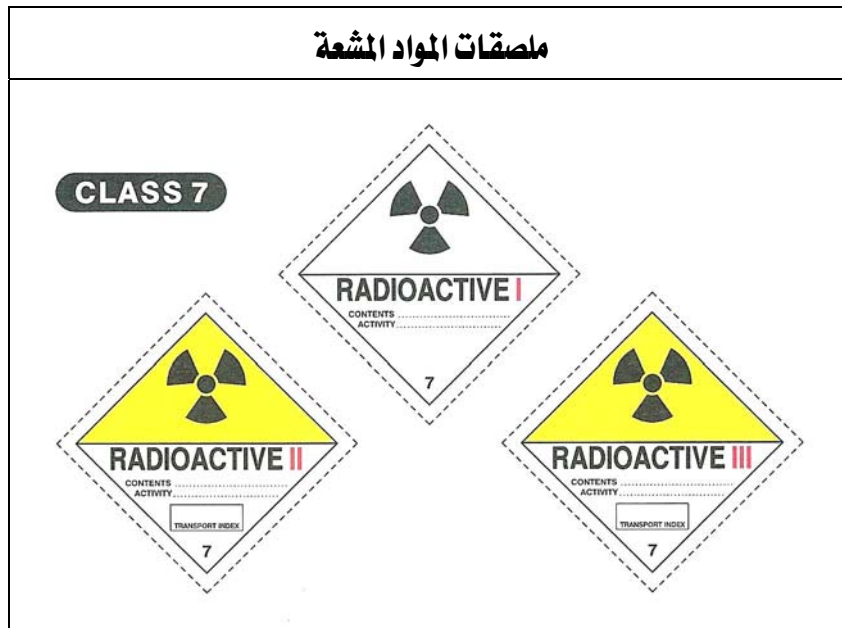 ملصقات المواد المشعة
CLASS 7
RADIOACTIVE I
CONTENTS ........................
ACTIVITY ........................
7
RADIOACTIVE II
CONTENTS ........................
ACTIVITY ........................
TRANSPORT INDEX
7
RADIOACTIVE III
CONTENTS ........................
ACTIVITY ........................
TRANSPORT INDEX
7